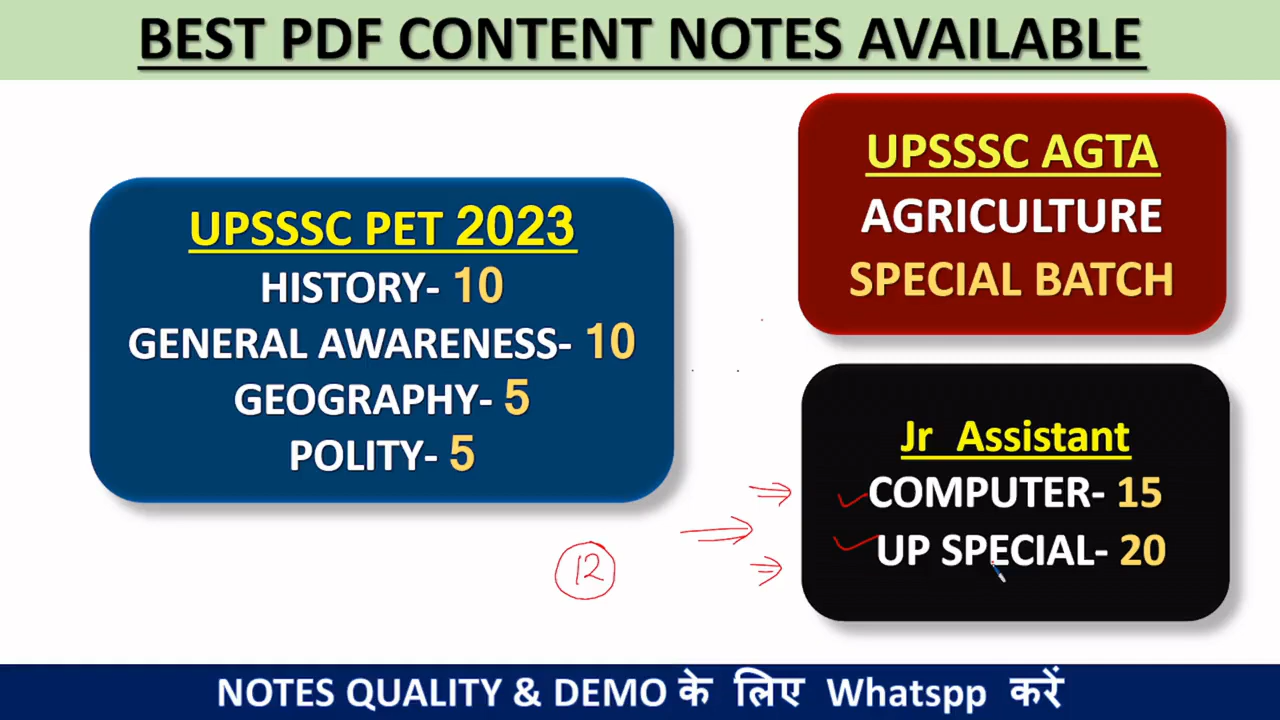 BEST PDF CONTENT NOTES AVAILABLE
UPSSSC PET 2023
HISTORY- 10
GENERAL AWARENESS- 10
GEOGRAPHY- 5
POLITY- 5
UPSSSC AGTA
AGRICULTURE
SPECIAL BATCH
Jr Assistant
COMPUTER- 15
UP SPECIAL- 20
12
NOTES QUALITY & DEMO के लिए Whatspp करें